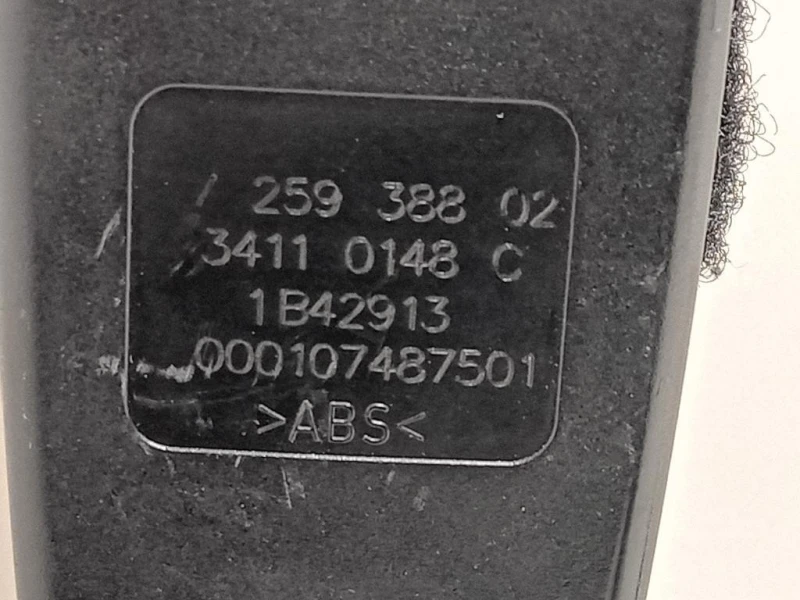 259 388 02
3411 0148 C
1B42913
000107487501
>ABS<